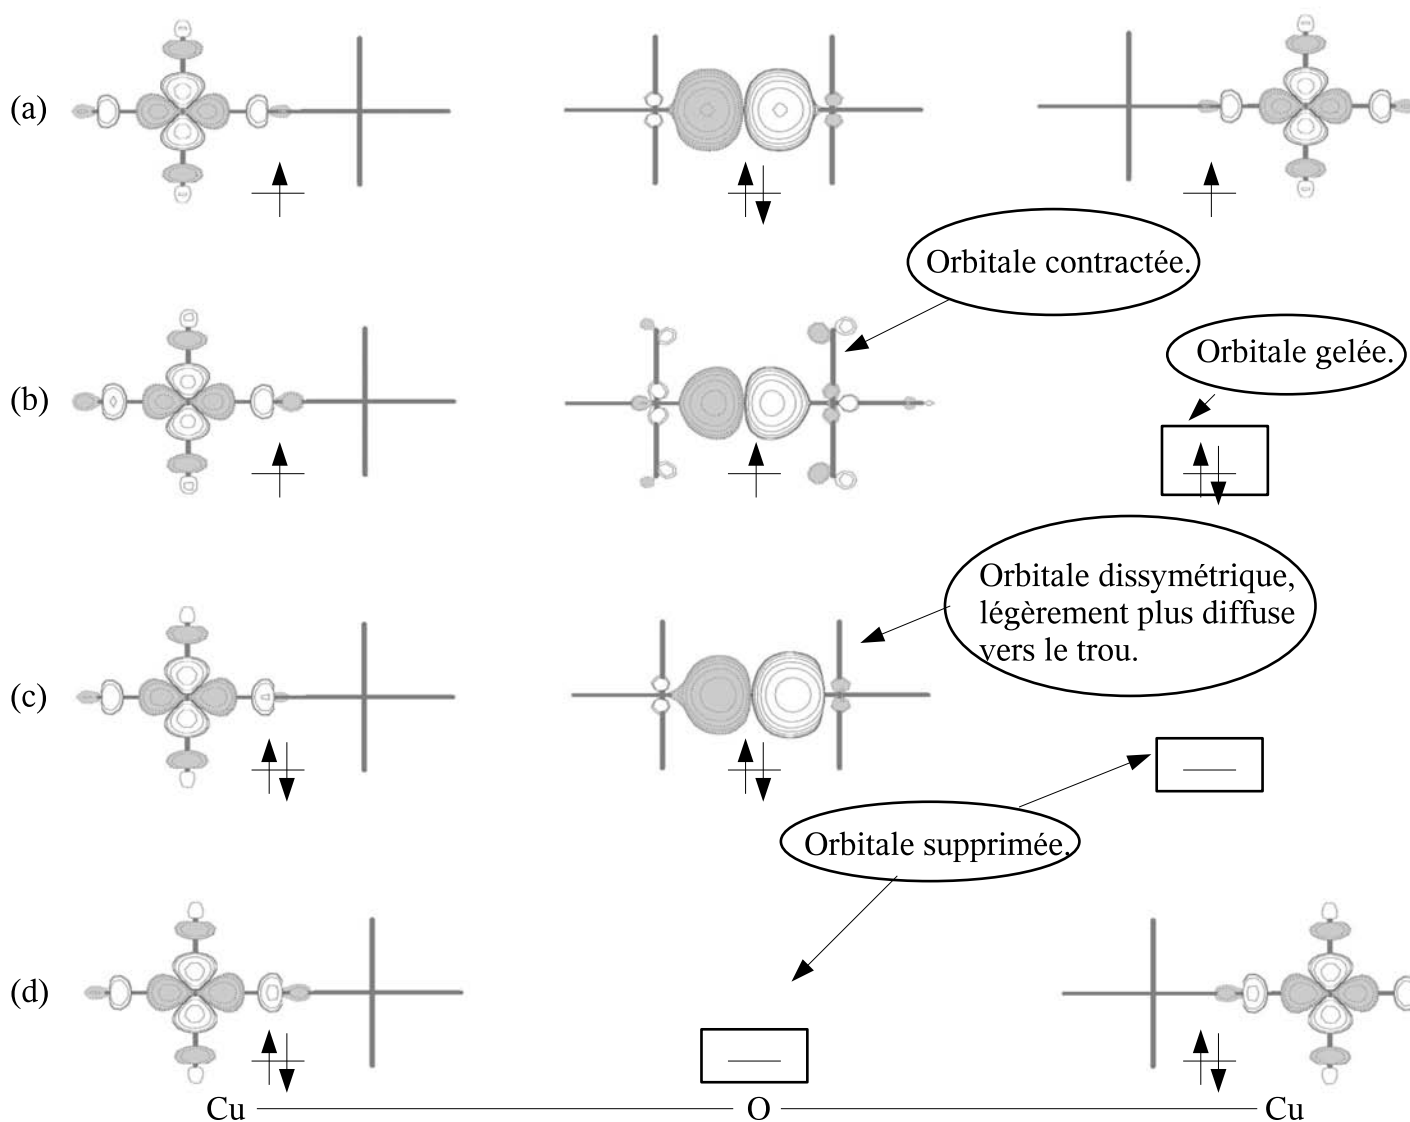 (a)
Orbitale contractée.
Orbitale gelée.
(b)
Orbitale dissymétrique,
légèrement plus diffuse
vers le trou.
(c)
Orbitale supprimée.
(d)
Cu
O
Cu